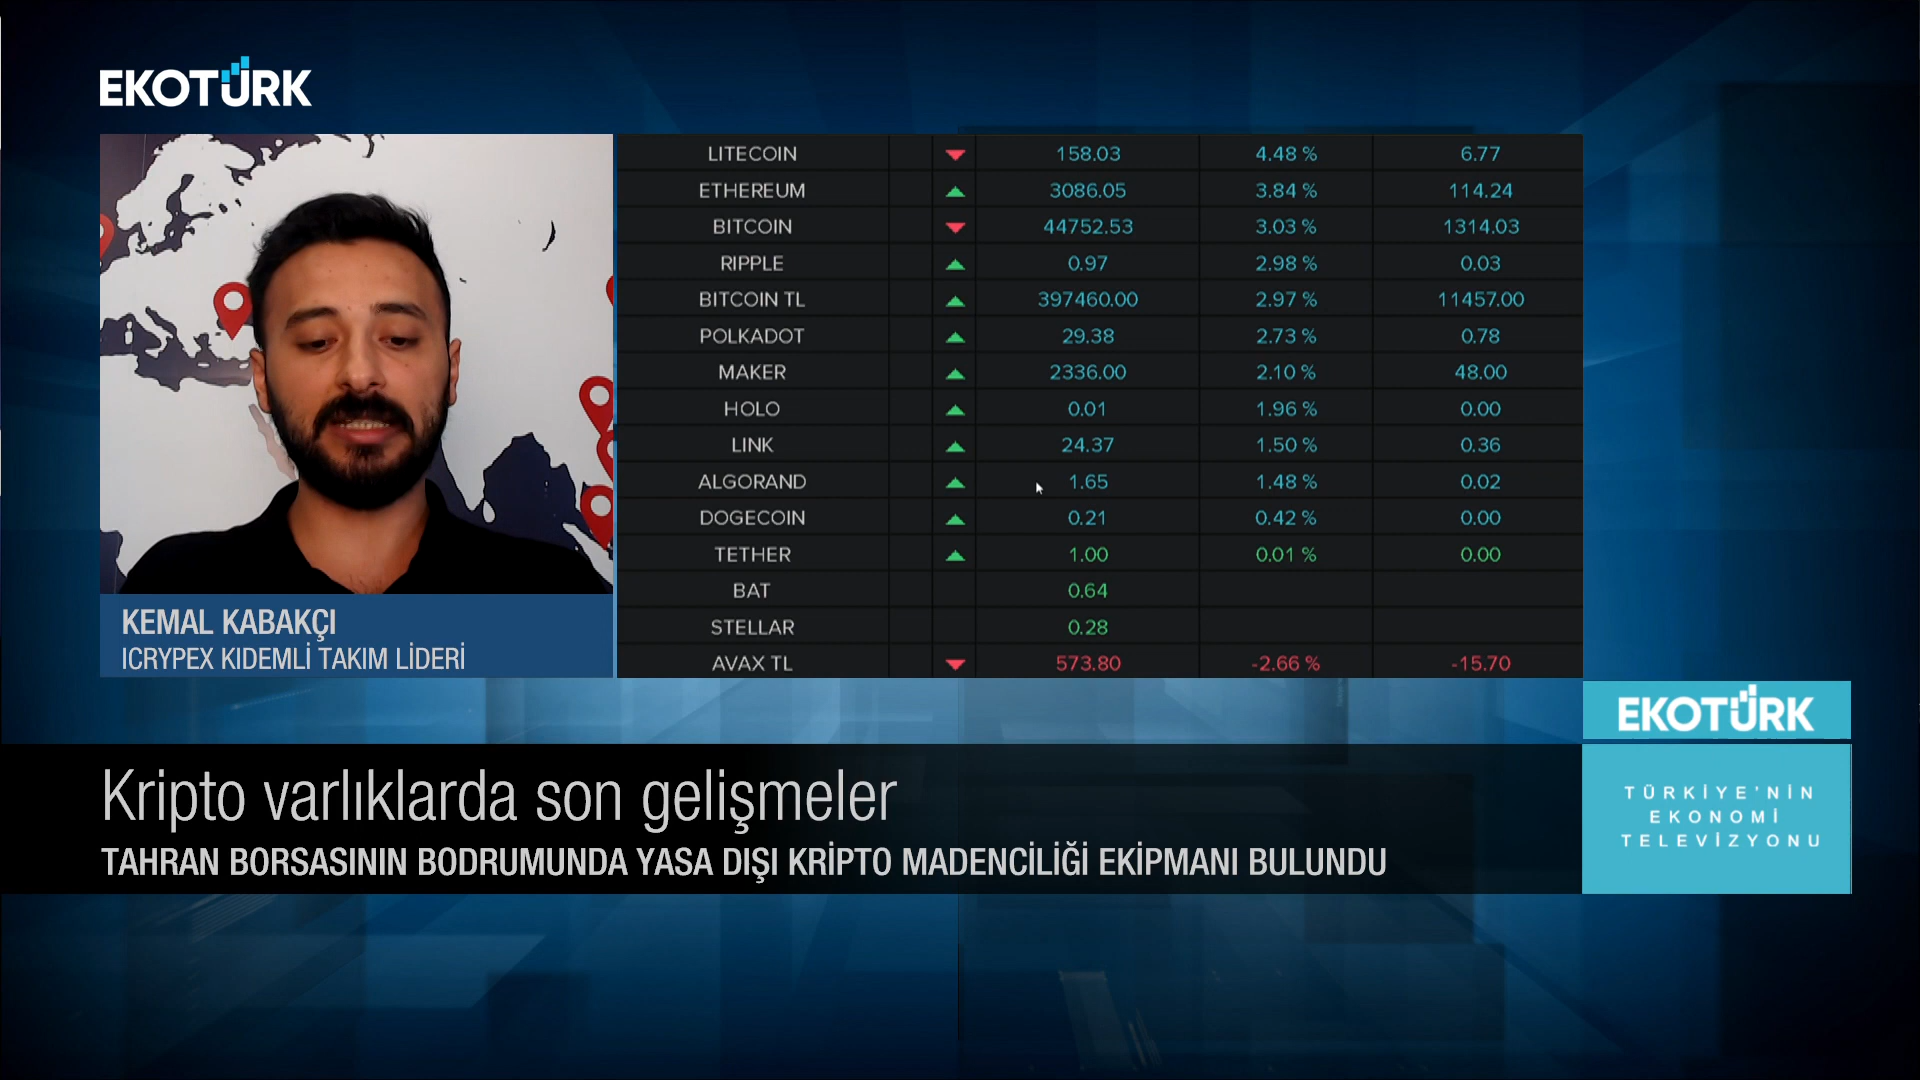 EKOTÜRK
LITECOIN 158.03 4.48 % 6.77
ETHEREUM 3086.05 3.84 % 114.24
BITCOIN 44752.53 3.03 % 1314.03
RIPPLE 0.97 2.98 % 0.03
BITCOIN TL 397460.00 2.97 % 11457.00
POLKADOT 29.38 2.73 % 0.78
MAKER 2336.00 2.10 % 48.00
HOLO 0.01 1.96 % 0.00
LINK 24.37 1.50 % 0.36
ALGORAND 1.65 1.48 % 0.02
DOGECOIN 0.21 0.42 % 0.00
TETHER 1.00 0.01 % 0.00
BAT 0.64
STELLAR 0.28
AVAX TL 573.80 -2.66 % -15.70
KEMAL KABAKÇI
ICRYPEX KIDEMLİ TAKIM LİDERİ
EKOTÜRK
TÜRKİYE'NİN
EKONOMİ
TELEVİZYONU
Kripto varlıklarda son gelişmeler
TAHRAN BORSASININ BODRUMUNDA YASA DIŞI KRİPTO MADENCİLİĞİ EKİPMANI BULUNDU